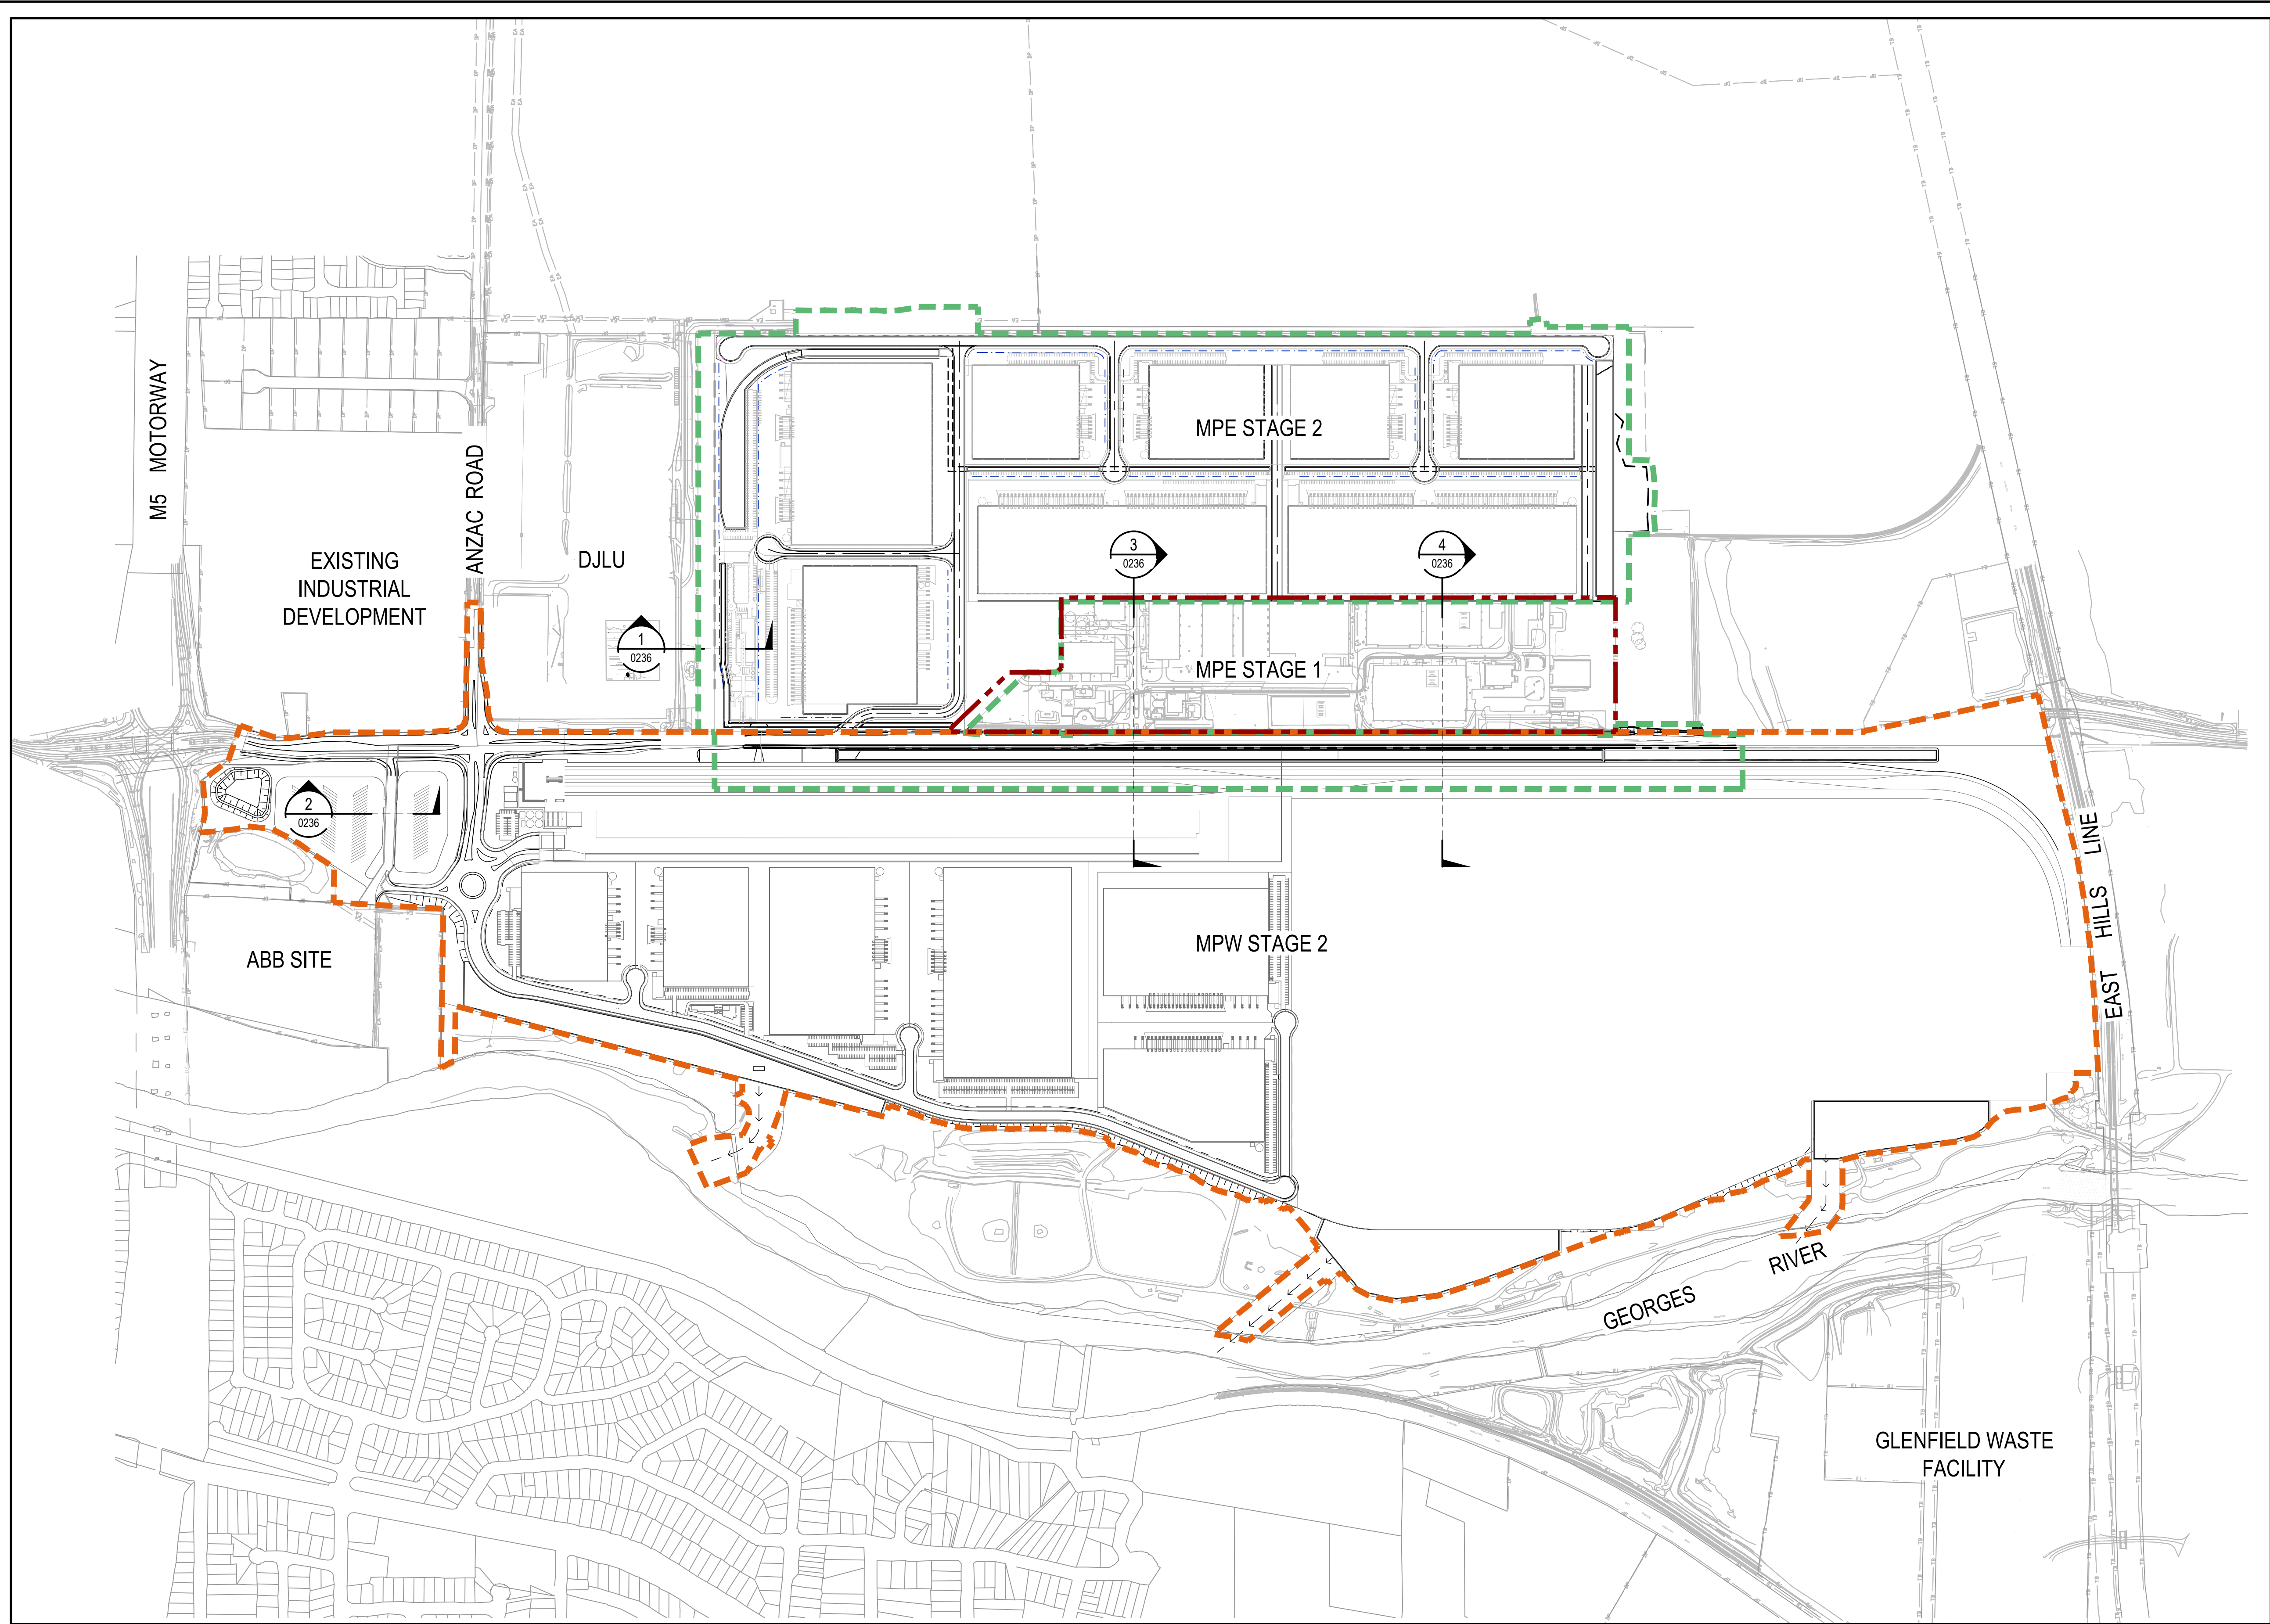 M5 MOTORWAY
ANZAC ROAD
EXISTING
INDUSTRIAL
DEVELOPMENT
DJLU
MPE STAGE 2
3
0236
4
0236
1
0236
MPE STAGE 1
2
0236
ABB SITE
MPW STAGE 2
EAST HILLS LINE
GEORGES RIVER
GLENFIELD WASTE
FACILITY